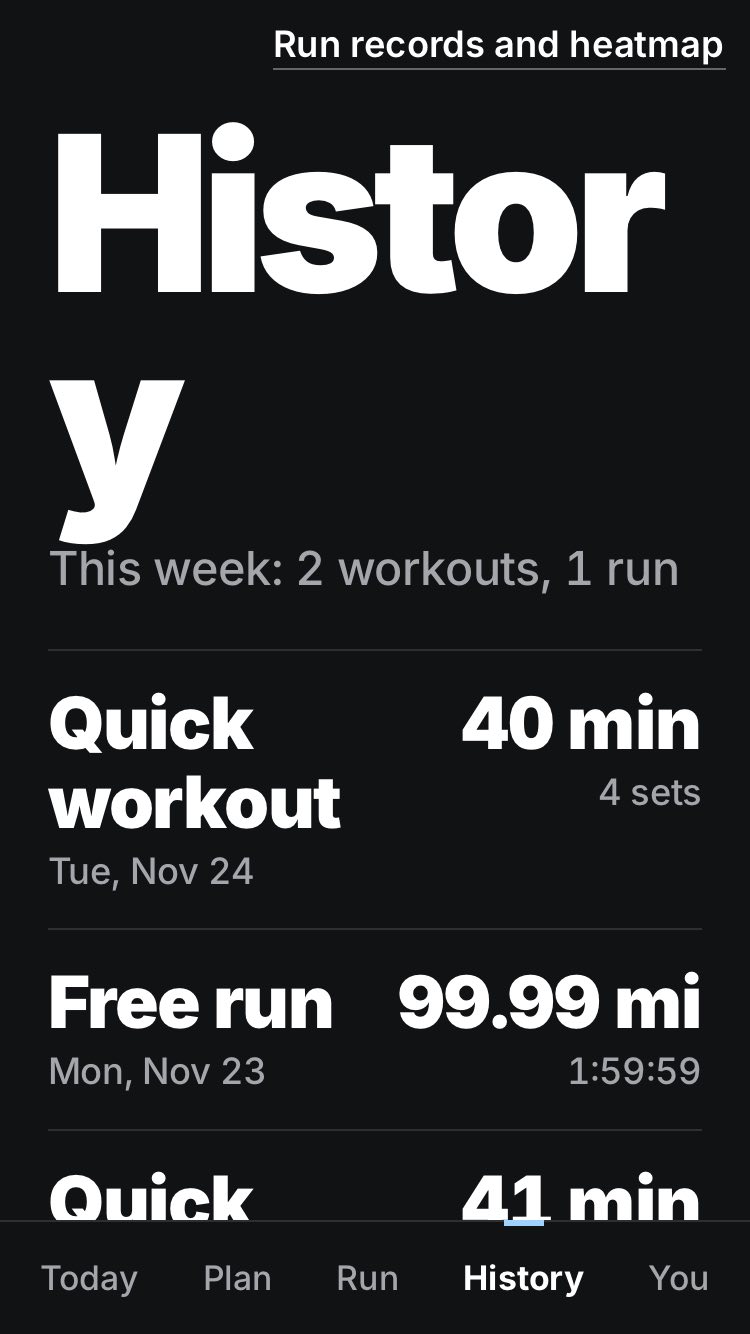 Run records and heatmap
Histor
y
This week: 2 workouts, 1 run
Quick 40 min
workout 4 sets
Tue, Nov 24
Free run 99.99 mi
Mon, Nov 23 1:59:59
Quick 41 min
Today Plan Run History You